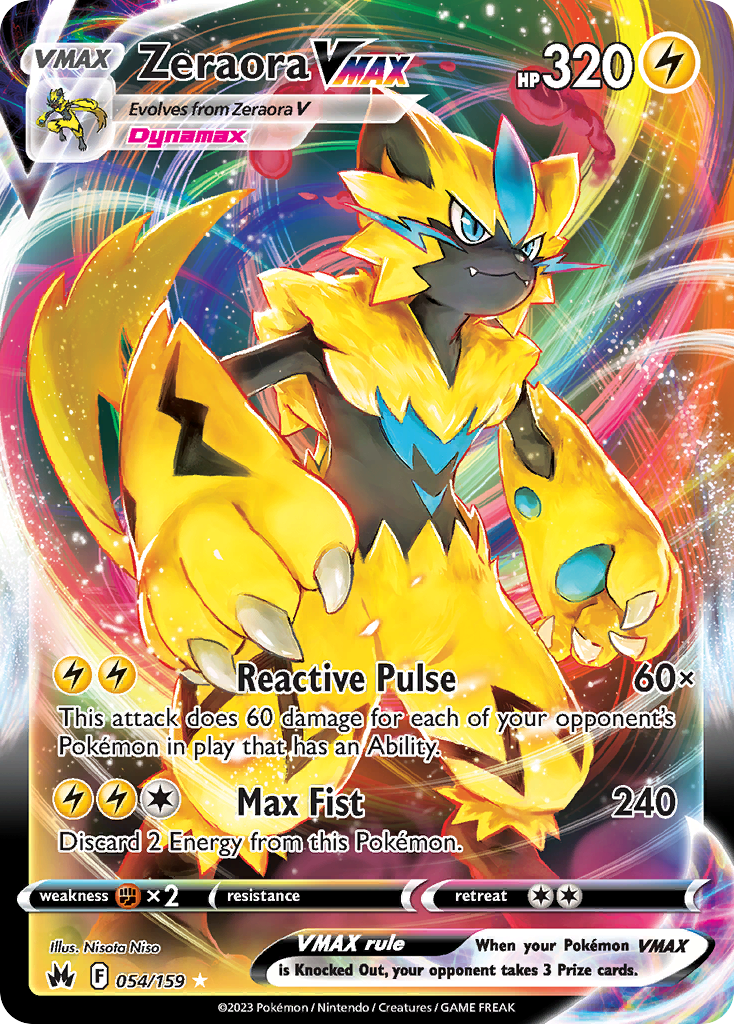 VMAX
Zeraora VMAX
HP 320
Evolves from Zeraora V
Dynamax
Reactive Pulse 60×
This attack does 60 damage for each of your opponent's
Pokémon in play that has an Ability.
Max Fist 240
Discard 2 Energy from this Pokémon.
weakness ×2 resistance retreat
Illus. Nisota Niso
VMAX rule When your Pokémon VMAX
is Knocked Out, your opponent takes 3 Prize cards.
F 054/159
©2023 Pokémon / Nintendo / Creatures / GAME FREAK